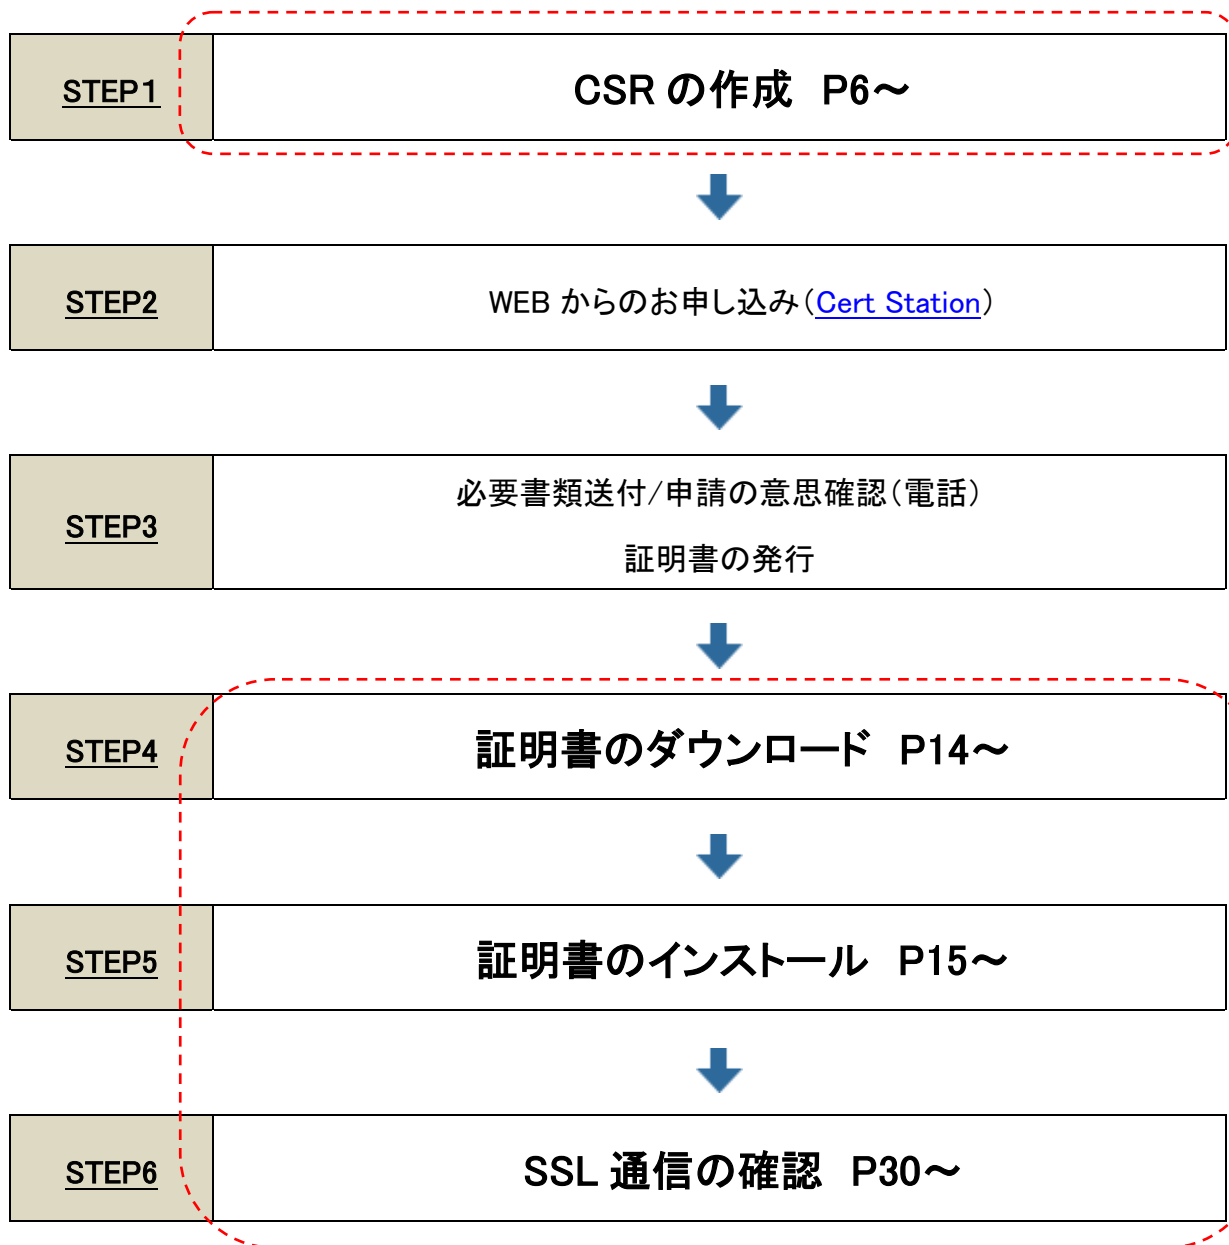 STEP1
CSR の作成　P6～
STEP2
WEB からのお申し込み（Cert Station）
STEP3
必要書類送付/申請の意思確認（電話）
証明書の発行
STEP4
証明書のダウンロード　P14～
STEP5
証明書のインストール　P15～
STEP6
SSL 通信の確認　P30～